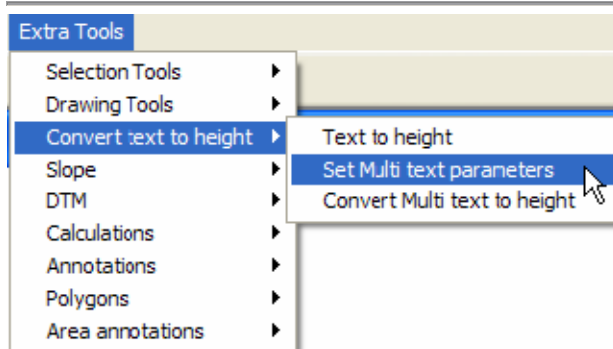 Extra Tools
Selection Tools
Drawing Tools
Convert text to height
Text to height
Slope
Set Multi text parameters
DTM
Convert Multi text to height
Calculations
Annotations
Polygons
Area annotations